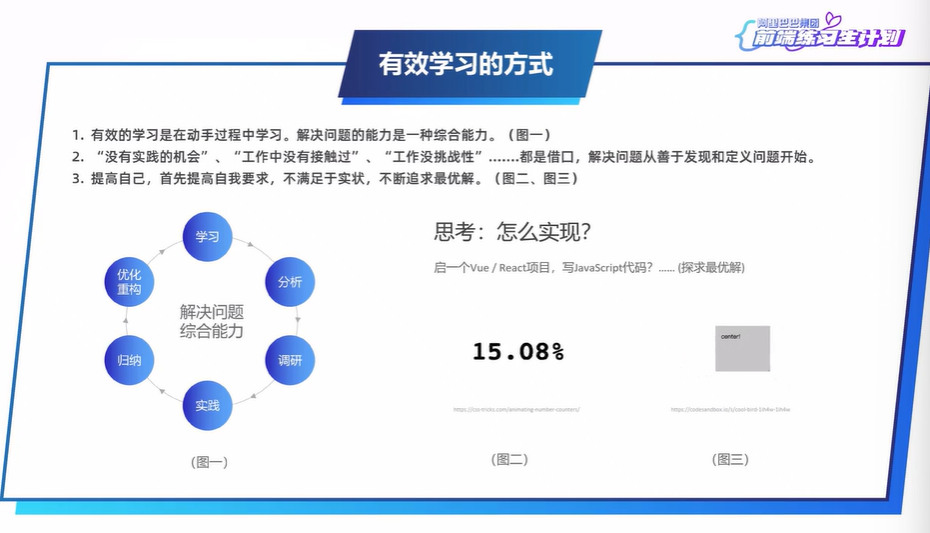 阿里巴巴集团
前端练习生计划
有效学习的方式
1. 有效的学习是在动手过程中学习。解决问题的能力是一种综合能力。（图一）
2. “没有实践的机会”、“工作中没有接触过”、“工作没挑战性”.......都是借口，解决问题从善于发现和定义问题开始。
3. 提高自己，首先提高自我要求，不满足于实状，不断追求最优解。（图二、图三）
学习
分析
调研
实践
归纳
优化
重构
解决问题
综合能力
（图一）
思考：怎么实现？
启一个Vue / React项目，写JavaScript代码？...... (探求最优解)
15.08%
center!
https://css-tricks.com/animating-number-counters/
（图二）
（图三）